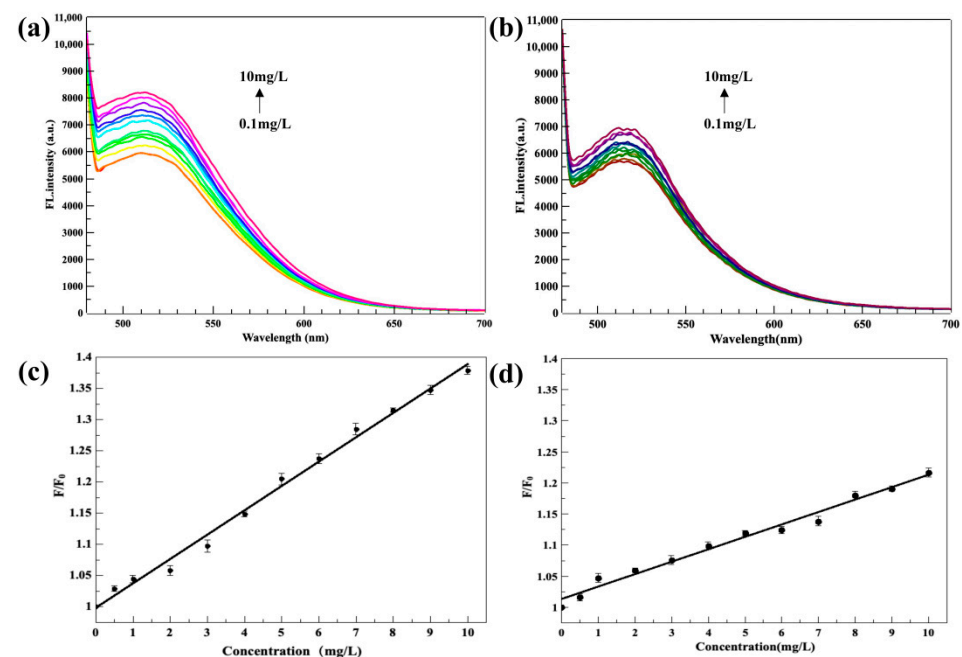 (a)
11,000
10,000
9000
8000
7000
6000
5000
4000
3000
2000
1000
0
FL.intensity (a.u.)
10mg/L
0.1mg/L
500
550
600
650
700
Wavelength (nm)
(b)
11,000
10,000
9000
8000
7000
6000
5000
4000
3000
2000
1000
0
FL.intensity(a.u.)
10mg/L
0.1mg/L
500
550
600
650
700
Wavelength(nm)
(c)
1.4
1.35
1.3
1.25
1.2
1.15
1.1
1.05
1
F/F0
0 1 2 3 4 5 6 7 8 9 10
Concentration (mg/L)
(d)
1.4
1.35
1.3
1.25
1.2
1.15
1.1
1.05
1
F/F0
0 1 2 3 4 5 6 7 8 9 10
Concentration(mg/L)